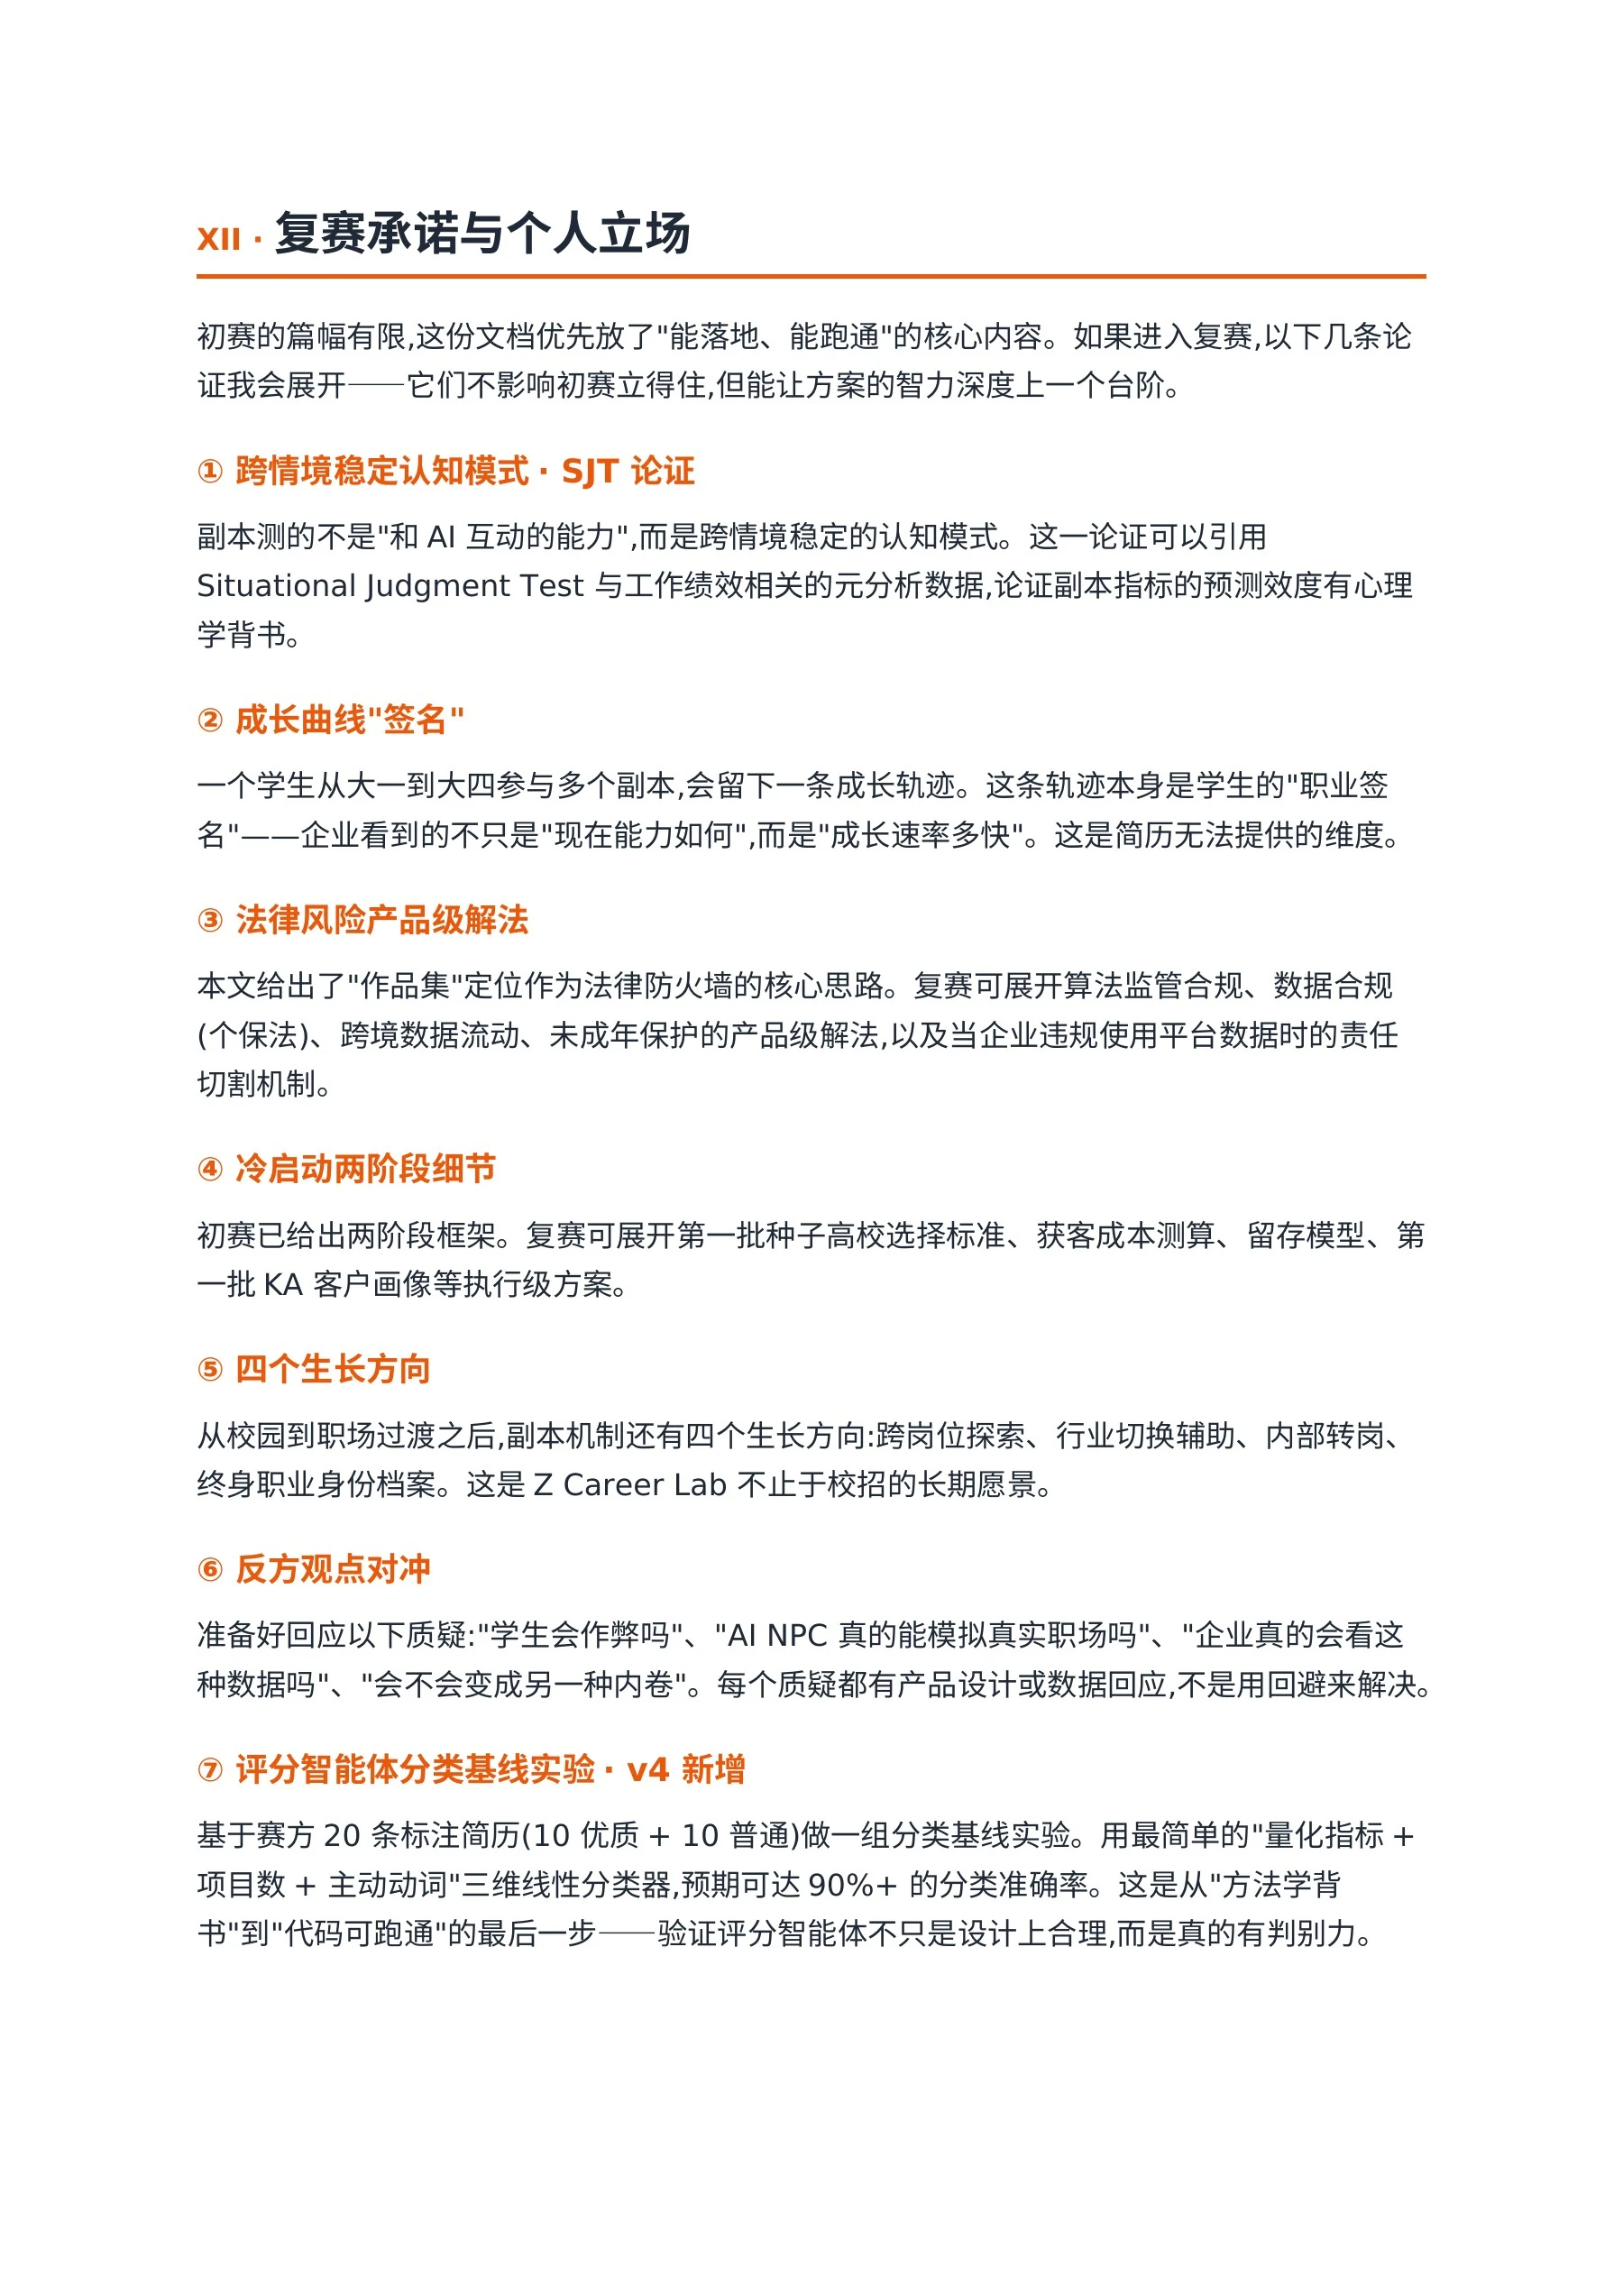 XII · 复赛承诺与个人立场
初赛的篇幅有限,这份文档优先放了"能落地、能跑通"的核心内容。如果进入复赛,以下几条论
证我会展开——它们不影响初赛立得住,但能让方案的智力深度上一个台阶。
① 跨情境稳定认知模式 · SJT 论证
副本测的不是"和 AI 互动的能力",而是跨情境稳定的认知模式。这一论证可以引用
Situational Judgment Test 与工作绩效相关的元分析数据,论证副本指标的预测效度有心理
学背书。
② 成长曲线"签名"
一个学生从大一到大四参与多个副本,会留下一条成长轨迹。这条轨迹本身是学生的"职业签
名"——企业看到的不只是"现在能力如何",而是"成长速率多快"。这是简历无法提供的维度。
③ 法律风险产品级解法
本文给出了"作品集"定位作为法律防火墙的核心思路。复赛可展开算法监管合规、数据合规
(个保法)、跨境数据流动、未成年保护的产品级解法,以及当企业违规使用平台数据时的责任
切割机制。
④ 冷启动两阶段细节
初赛已给出两阶段框架。复赛可展开第一批种子高校选择标准、获客成本测算、留存模型、第
一批 KA 客户画像等执行级方案。
⑤ 四个生长方向
从校园到职场过渡之后,副本机制还有四个生长方向:跨岗位探索、行业切换辅助、内部转岗、
终身职业身份档案。这是 Z Career Lab 不止于校招的长期愿景。
⑥ 反方观点对冲
准备好回应以下质疑:"学生会作弊吗"、"AI NPC 真的能模拟真实职场吗"、"企业真的会看这
种数据吗"、"会不会变成另一种内卷"。每个质疑都有产品设计或数据回应,不是用回避来解决。
⑦ 评分智能体分类基线实验 · v4 新增
基于赛方 20 条标注简历(10 优质 + 10 普通)做一组分类基线实验。用最简单的"量化指标 +
项目数 + 主动动词"三维线性分类器,预期可达 90%+ 的分类准确率。这是从"方法学背
书"到"代码可跑通"的最后一步——验证评分智能体不只是设计上合理,而是真的有判别力。